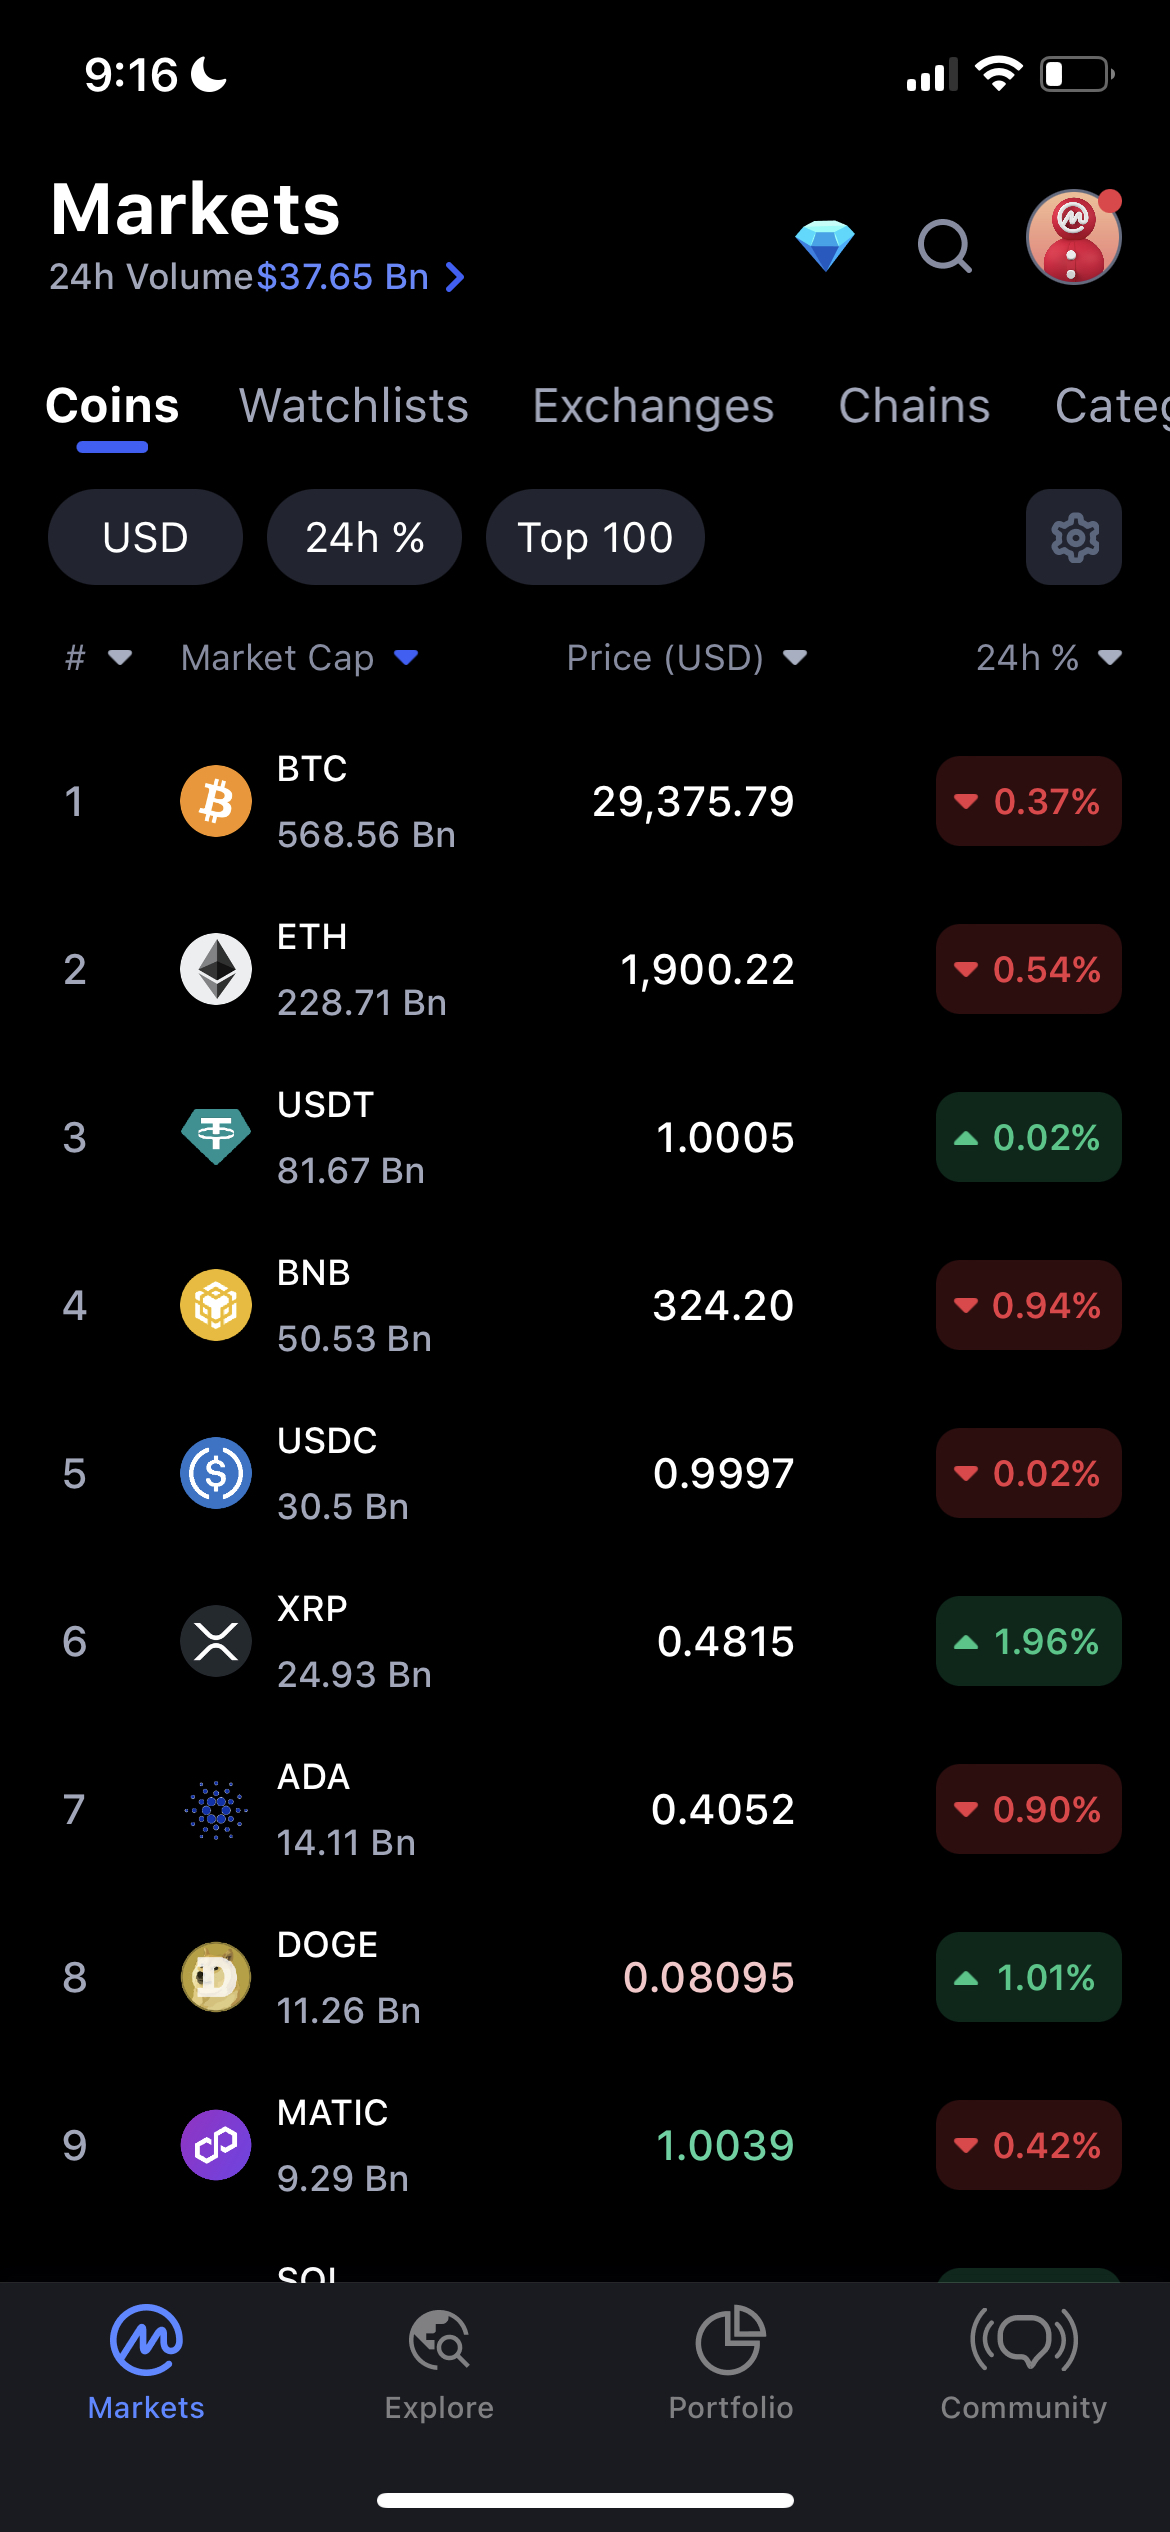 9:16
Markets
24h Volume $37.65 Bn
Coins Watchlists Exchanges Chains Categ
USD 24h % Top 100
# Market Cap Price (USD) 24h %
1 BTC 29,375.79 0.37%
568.56 Bn
2 ETH 1,900.22 0.54%
228.71 Bn
3 USDT 1.0005 0.02%
81.67 Bn
4 BNB 324.20 0.94%
50.53 Bn
5 USDC 0.9997 0.02%
30.5 Bn
6 XRP 0.4815 1.96%
24.93 Bn
7 ADA 0.4052 0.90%
14.11 Bn
8 DOGE 0.08095 1.01%
11.26 Bn
9 MATIC 1.0039 0.42%
9.29 Bn
SOL
Markets Explore Portfolio Community